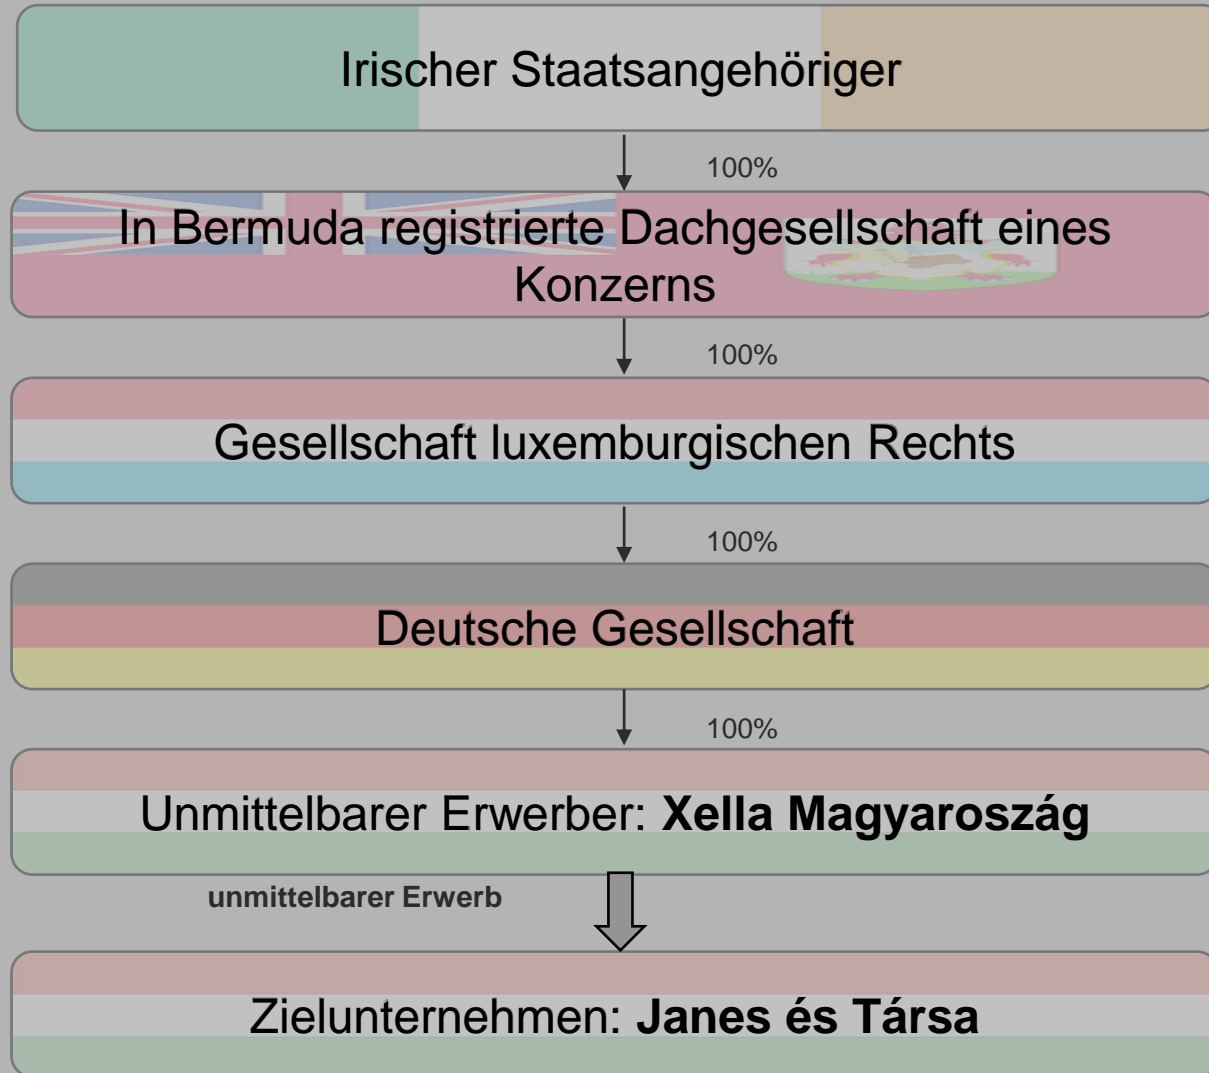 Irischer Staatsangehöriger
100%
In Bermuda registrierte Dachgesellschaft eines
Konzerns
100%
Gesellschaft luxemburgischen Rechts
100%
Deutsche Gesellschaft
100%
Unmittelbarer Erwerber: Xella Magyaroszág
unmittelbarer Erwerb
Zielunternehmen: Janes és Társa